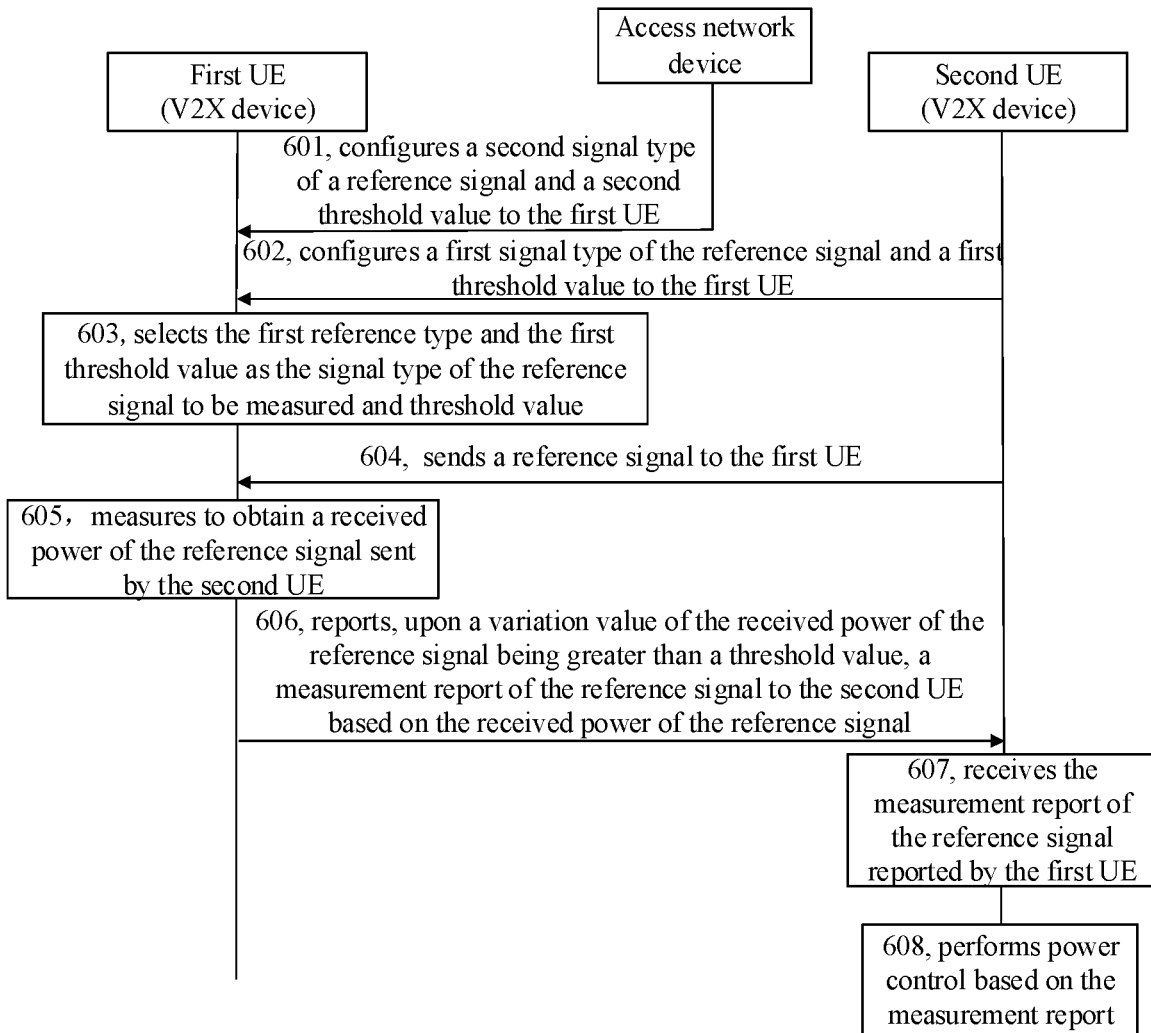 Access network
device
First UE
(V2X device)
Second UE
(V2X device)
601, configures a second signal type
of a reference signal and a second
threshold value to the first UE
602, configures a first signal type of the reference signal and a first
threshold value to the first UE
603, selects the first reference type and the first
threshold value as the signal type of the reference
signal to be measured and threshold value
604, sends a reference signal to the first UE
605，measures to obtain a received
power of the reference signal sent
by the second UE
606, reports, upon a variation value of the received power of the
reference signal being greater than a threshold value, a
measurement report of the reference signal to the second UE
based on the received power of the reference signal
607, receives the
measurement report of
the reference signal
reported by the first UE
608, performs power
control based on the
measurement report